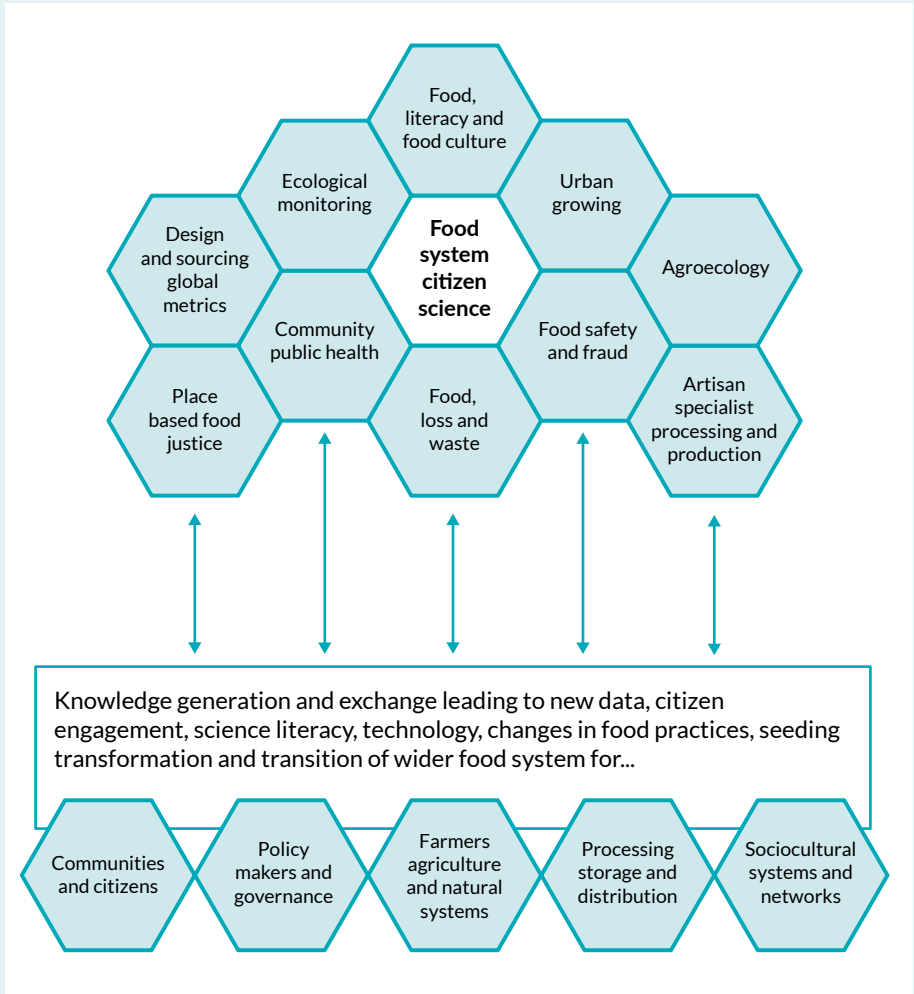 Food,
literacy and
food culture
Ecological
monitoring
Urban
growing
Design
and sourcing
global
metrics
Food
system
citizen
science
Agroecology
Community
public health
Food safety
and fraud
Place
based food
justice
Food,
loss and
waste
Artisan
specialist
processing and
production
Knowledge generation and exchange leading to new data, citizen
engagement, science literacy, technology, changes in food practices, seeding
transformation and transition of wider food system for...
Communities
and citizens
Policy
makers and
governance
Farmers
agriculture
and natural
systems
Processing
storage and
distribution
Sociocultural
systems and
networks